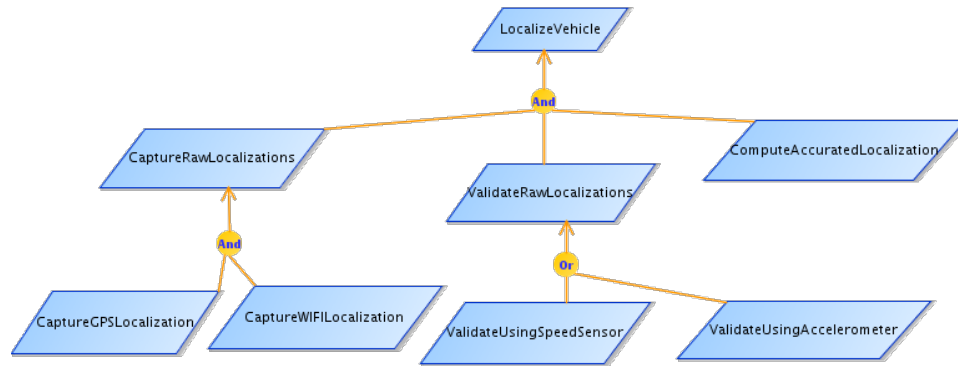 LocalizeVehicle
And
CaptureRawLocalizations
ValidateRawLocalizations
ComputeAccuratedLocalization
And
Or
CaptureGPSLocalization
CaptureWIFILocalization
ValidateUsingSpeedSensor
ValidateUsingAccelerometer